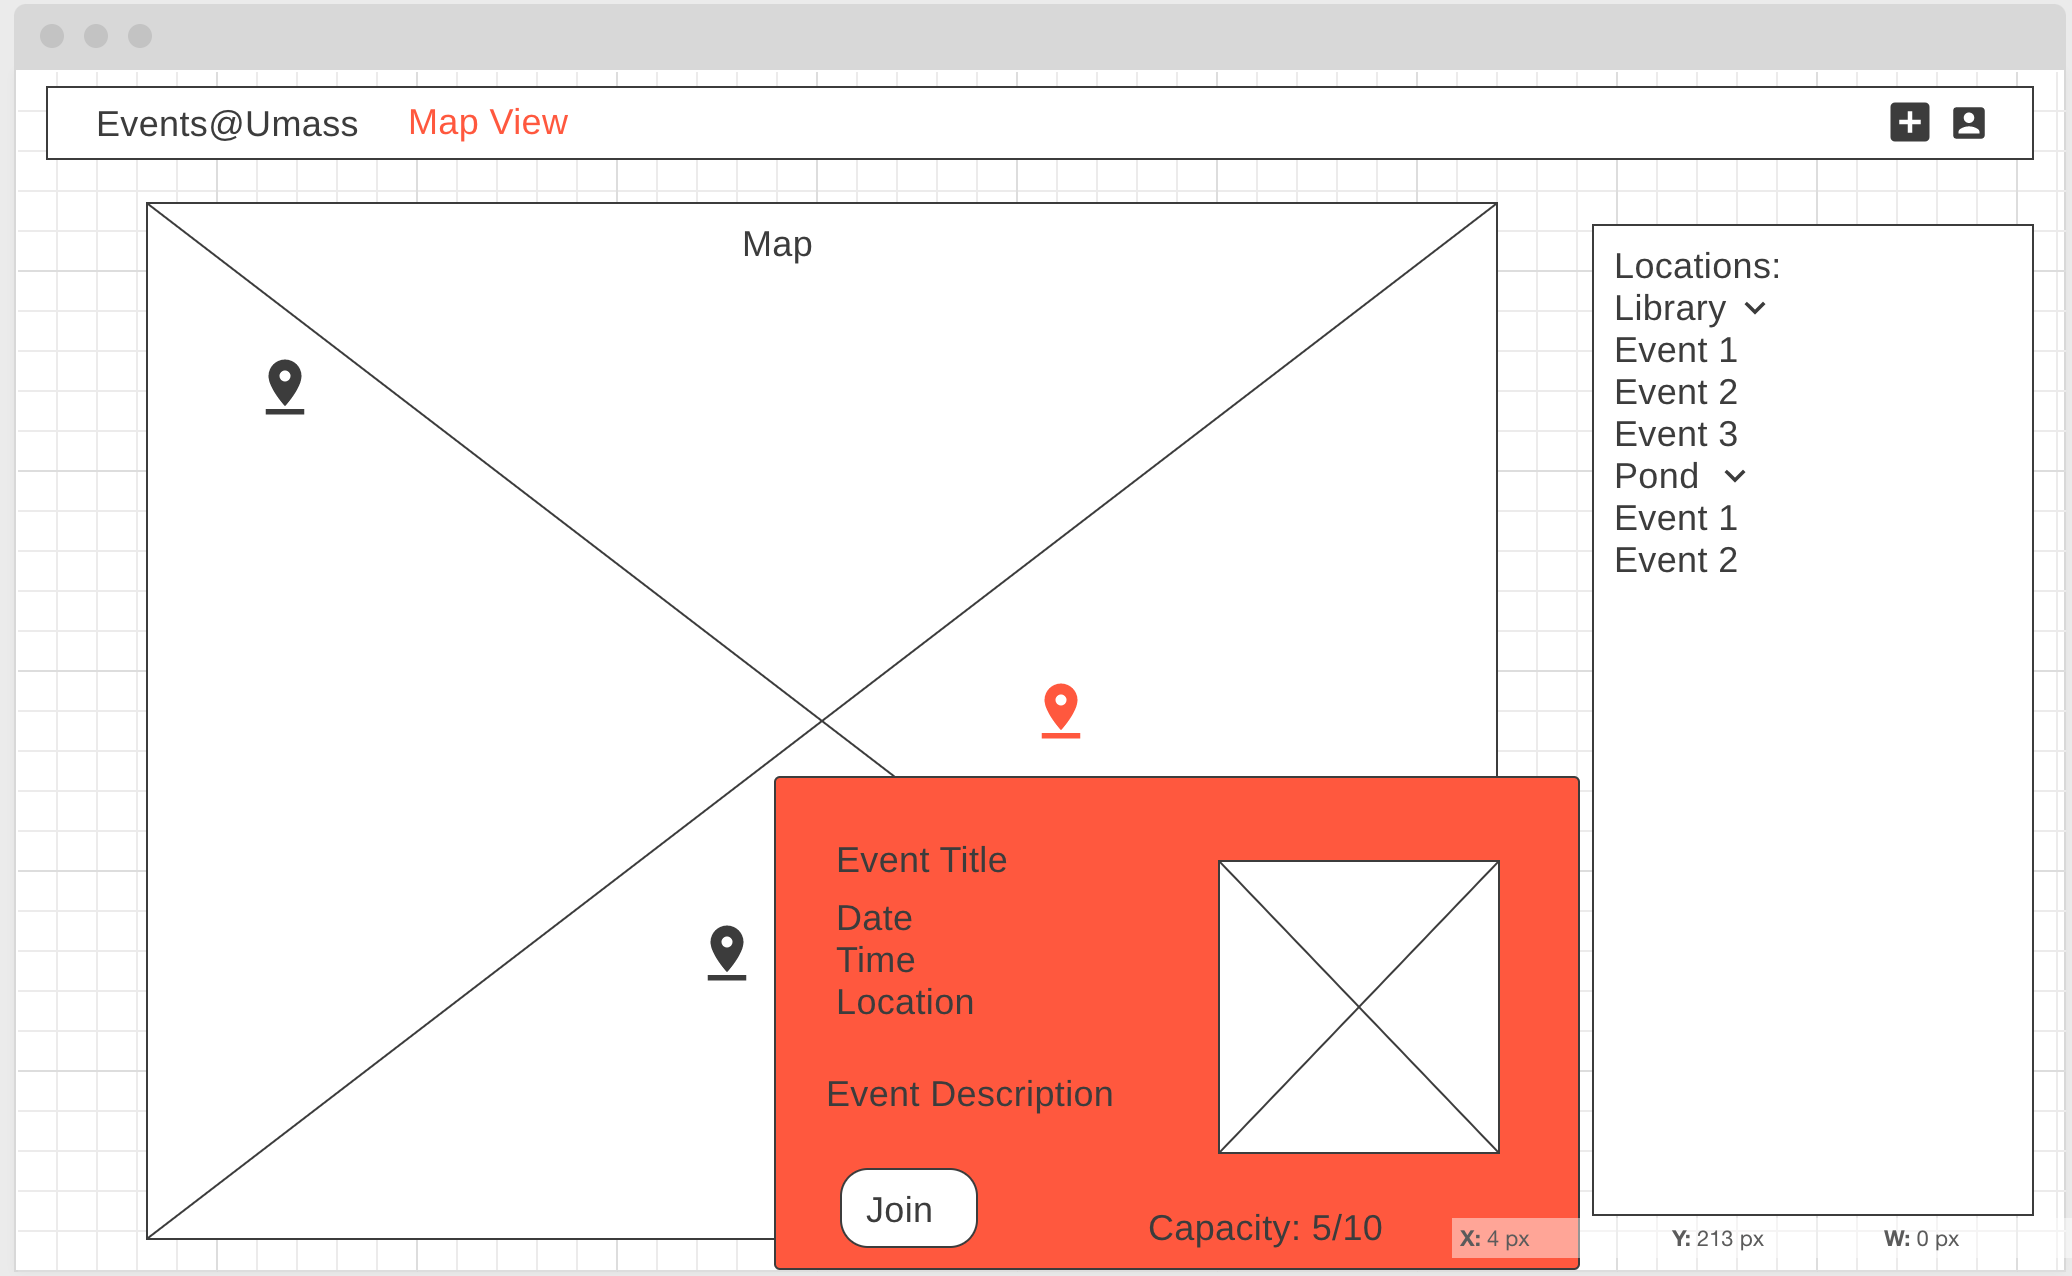 Events@Umass
Map View
Map
Locations:
Library
Event 1
Event 2
Event 3
Pond
Event 1
Event 2
Event Title
Date
Time
Location
Event Description
Join
Capacity: 5/10
X: 4 px
Y: 213 px
W: 0 px